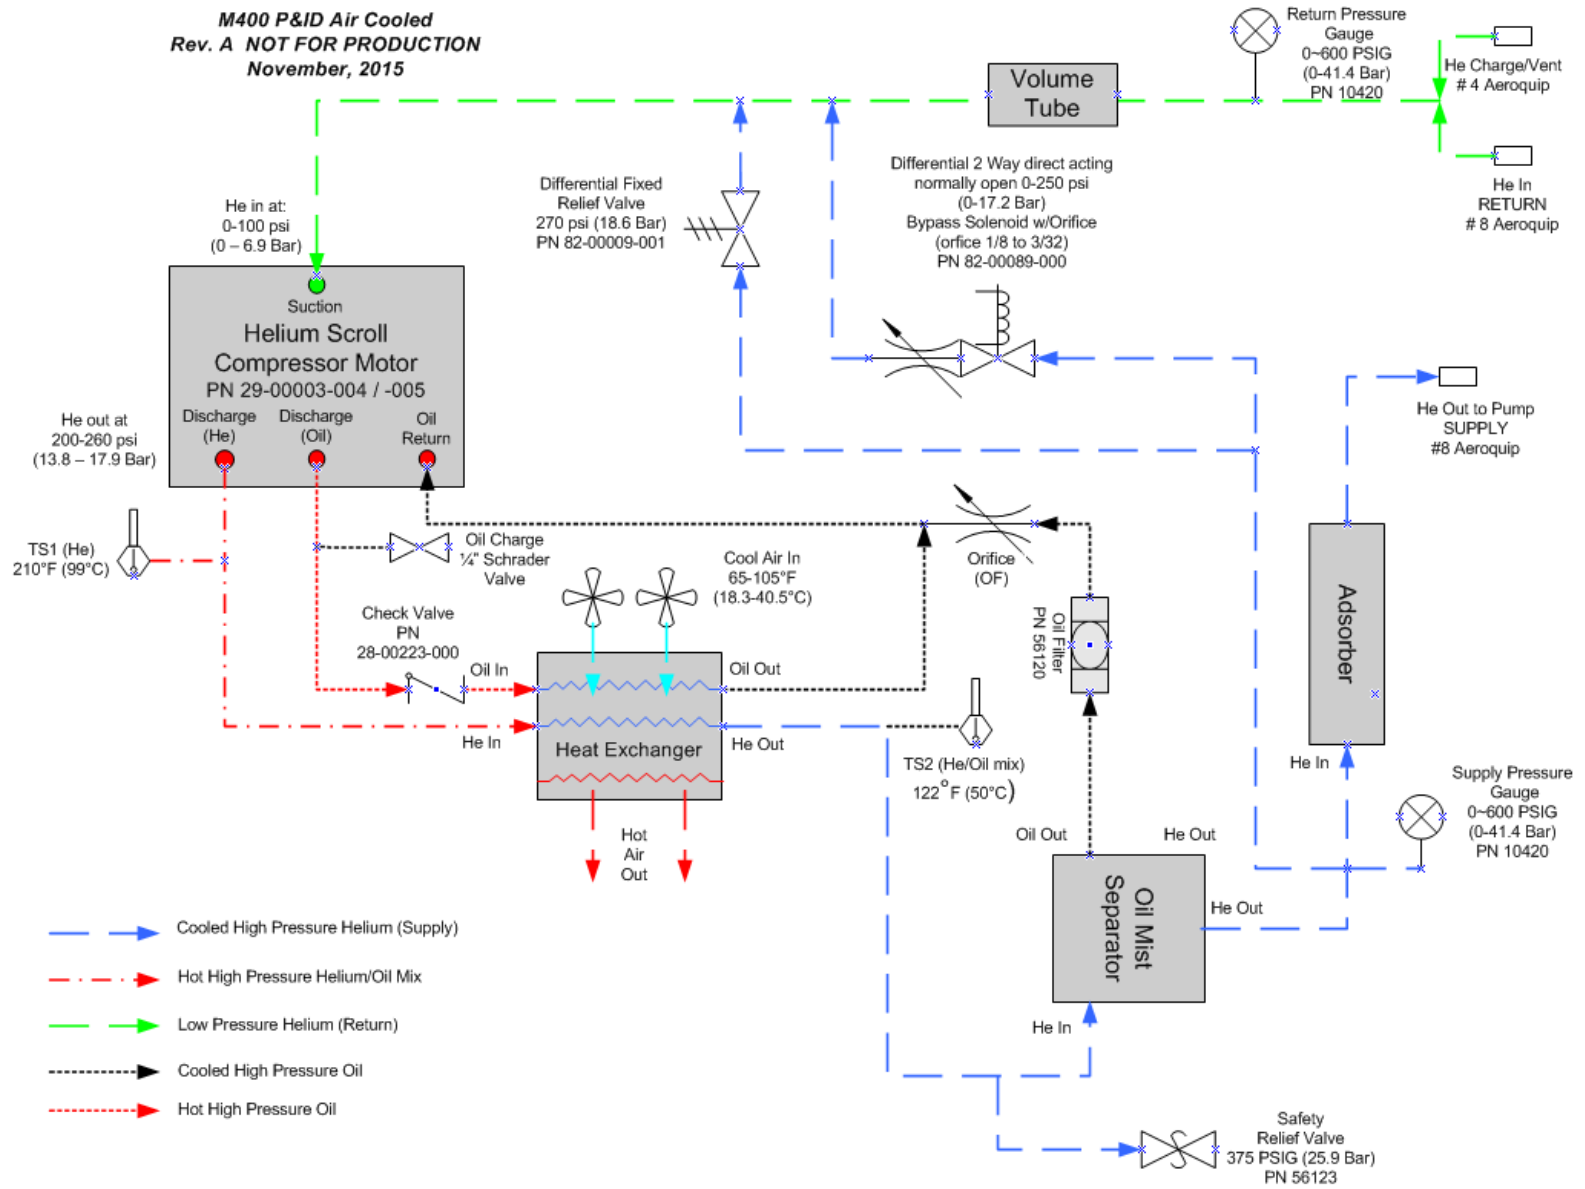 M400 P&ID Air Cooled
Rev. A  NOT FOR PRODUCTION
November, 2015
Return Pressure
Gauge
0~600 PSIG
(0-41.4 Bar)
PN 10420
He Charge/Vent
# 4 Aeroquip
Volume
Tube
He In
RETURN
# 8 Aeroquip
Differential Fixed
Relief Valve
270 psi (18.6 Bar)
PN 82-00009-001
Differential 2 Way direct acting
normally open 0-250 psi
(0-17.2 Bar)
Bypass Solenoid w/Orifice
(orfice 1/8 to 3/32)
PN 82-00089-000
He in at:
0-100 psi
(0 – 6.9 Bar)
Suction
Helium Scroll
Compressor Motor
PN 29-00003-004 / -005
Discharge
(He)
Discharge
(Oil)
Oil
Return
He out at
200-260 psi
(13.8 – 17.9 Bar)
He Out to Pump
SUPPLY
#8 Aeroquip
TS1 (He)
210°F (99°C)
Oil Charge
¼" Schrader
Valve
Cool Air In
65-105°F
(18.3-40.5°C)
Orifice
(OF)
Oil Filter
PN 56120
Adsorber
Check Valve
PN
28-00223-000
Oil In
Oil Out
He In
He Out
Heat Exchanger
TS2 (He/Oil mix)
122°F (50°C)
He In
Supply Pressure
Gauge
0~600 PSIG
(0-41.4 Bar)
PN 10420
Hot
Air
Out
Oil Out
He Out
Oil Mist
Separator
He Out
He In
Cooled High Pressure Helium (Supply)
Hot High Pressure Helium/Oil Mix
Low Pressure Helium (Return)
Cooled High Pressure Oil
Hot High Pressure Oil
Safety
Relief Valve
375 PSIG (25.9 Bar)
PN 56123